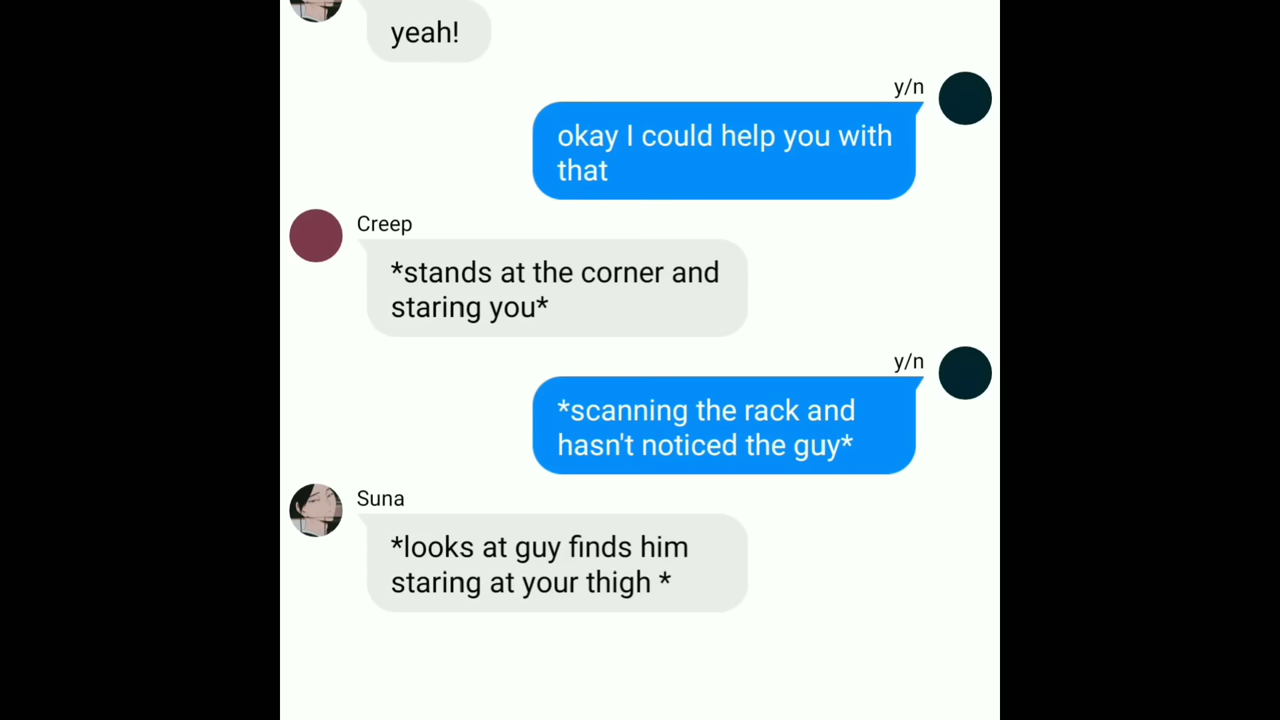 yeah!
y/n
okay I could help you with
that
Creep
*stands at the corner and
staring you*
y/n
*scanning the rack and
hasn't noticed the guy*
Suna
*looks at guy finds him
staring at your thigh *